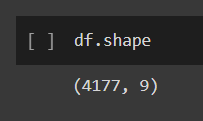 [ ] df.shape
(4177, 9)